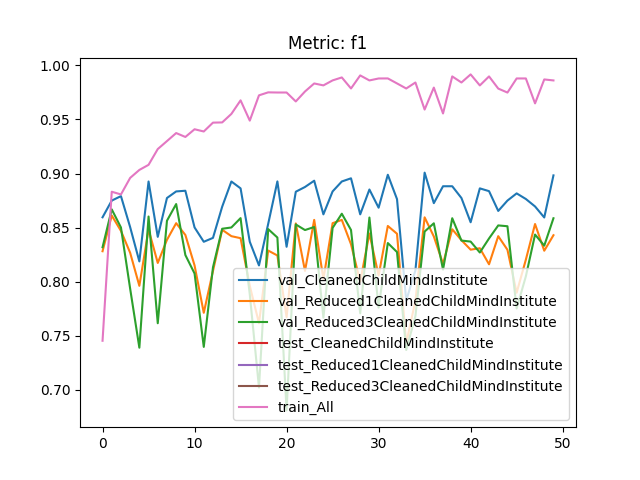 Metric: f1
1.00
0.95
0.90
0.85
0.80
0.75
0.70
val_CleanedChildMindInstitute
val_Reduced1CleanedChildMindInstitute
val_Reduced3CleanedChildMindInstitute
test_CleanedChildMindInstitute
test_Reduced1CleanedChildMindInstitute
test_Reduced3CleanedChildMindInstitute
train_All
0 10 20 30 40 50